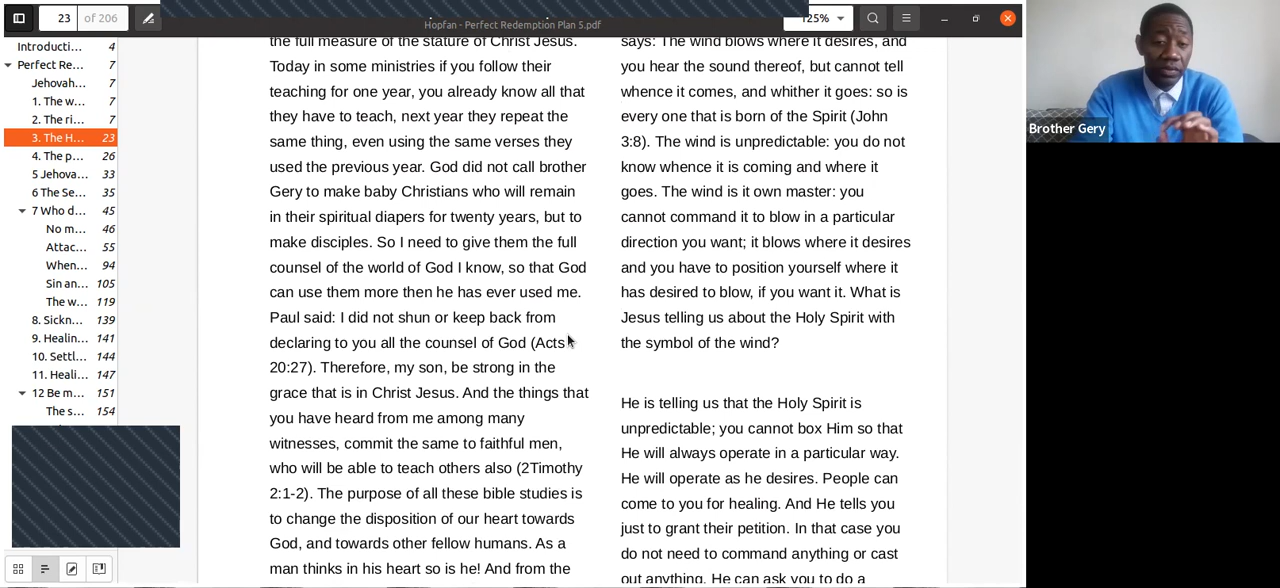 23
of 206
Hopfan - Perfect Redemption Plan 5.pdf
125%
Introducti… 4
Perfect Re… 7
Jehovah… 7
1. The w… 7
2. The ri… 7
3. The H… 23
4. The p… 26
5 Jehova… 33
6 The Se… 35
7 Who d… 45
No m… 46
Attac… 55
When… 94
Sin an… 105
The w… 119
8. Sickn… 139
9. Healin… 141
10. Settl… 144
11. Heali… 147
12 Be m… 151
The s… 154
the full measure of the stature of Christ Jesus.
Today in some ministries if you follow their
teaching for one year, you already know all that
they have to teach, next year they repeat the
same thing, even using the same verses they
used the previous year. God did not call brother
Gery to make baby Christians who will remain
in their spiritual diapers for twenty years, but to
make disciples. So I need to give them the full
counsel of the world of God I know, so that God
can use them more then he has ever used me.
Paul said: I did not shun or keep back from
declaring to you all the counsel of God (Acts
20:27). Therefore, my son, be strong in the
grace that is in Christ Jesus. And the things that
you have heard from me among many
witnesses, commit the same to faithful men,
who will be able to teach others also (2Timothy
2:1-2). The purpose of all these bible studies is
to change the disposition of our heart towards
God, and towards other fellow humans. As a
man thinks in his heart so is he! And from the
says: The wind blows where it desires, and
you hear the sound thereof, but cannot tell
whence it comes, and whither it goes: so is
every one that is born of the Spirit (John
3:8). The wind is unpredictable: you do not
know whence it is coming and where it
goes. The wind is it own master: you
cannot command it to blow in a particular
direction you want; it blows where it desires
and you have to position yourself where it
has desired to blow, if you want it. What is
Jesus telling us about the Holy Spirit with
the symbol of the wind?
He is telling us that the Holy Spirit is
unpredictable; you cannot box Him so that
He will always operate in a particular way.
He will operate as he desires. People can
come to you for healing. And He tells you
just to grant their petition. In that case you
do not need to command anything or cast
out anything. He can ask you to do a
Brother Gery